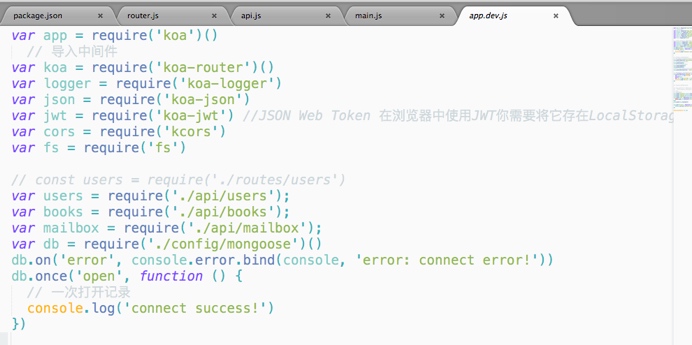 package.json router.js api.js main.js app.dev.js
var app = require('koa')()
// 导入中间件
var koa = require('koa-router')()
var logger = require('koa-logger')
var json = require('koa-json')
var jwt = require('koa-jwt') //JSON Web Token 在浏览器中使用JWT你需要将它存在LocalStorag
var cors = require('kcors')
var fs = require('fs')
// const users = require('./routes/users')
var users = require('./api/users');
var books = require('./api/books');
var mailbox = require('./api/mailbox');
var db = require('./config/mongoose')()
db.on('error', console.error.bind(console, 'error: connect error!'))
db.once('open', function () {
// 一次打开记录
console.log('connect success!')
})